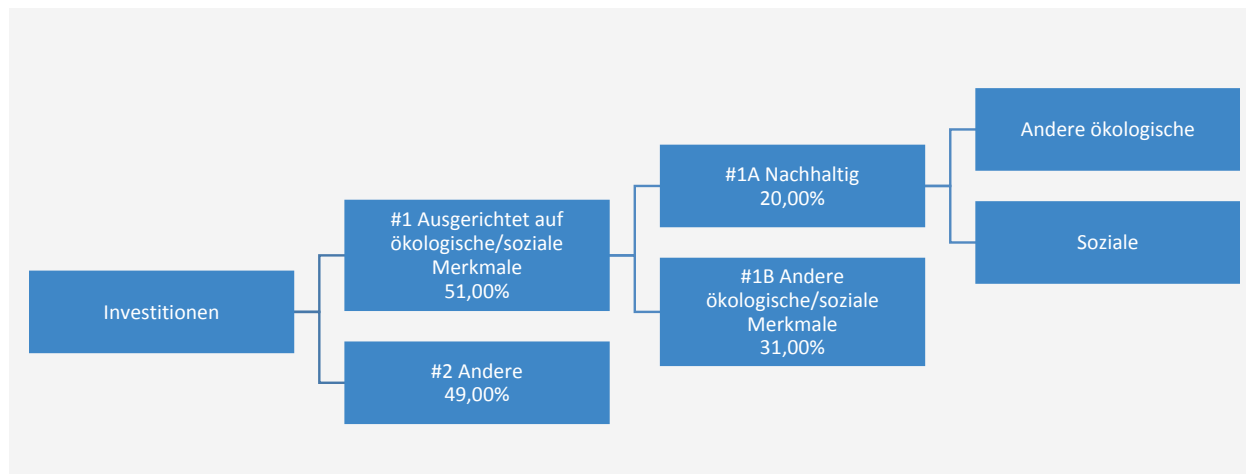 Investitionen
#1 Ausgerichtet auf
ökologische/soziale
Merkmale
51,00%
#2 Andere
49,00%
#1A Nachhaltig
20,00%
#1B Andere
ökologische/soziale
Merkmale
31,00%
Andere ökologische
Soziale